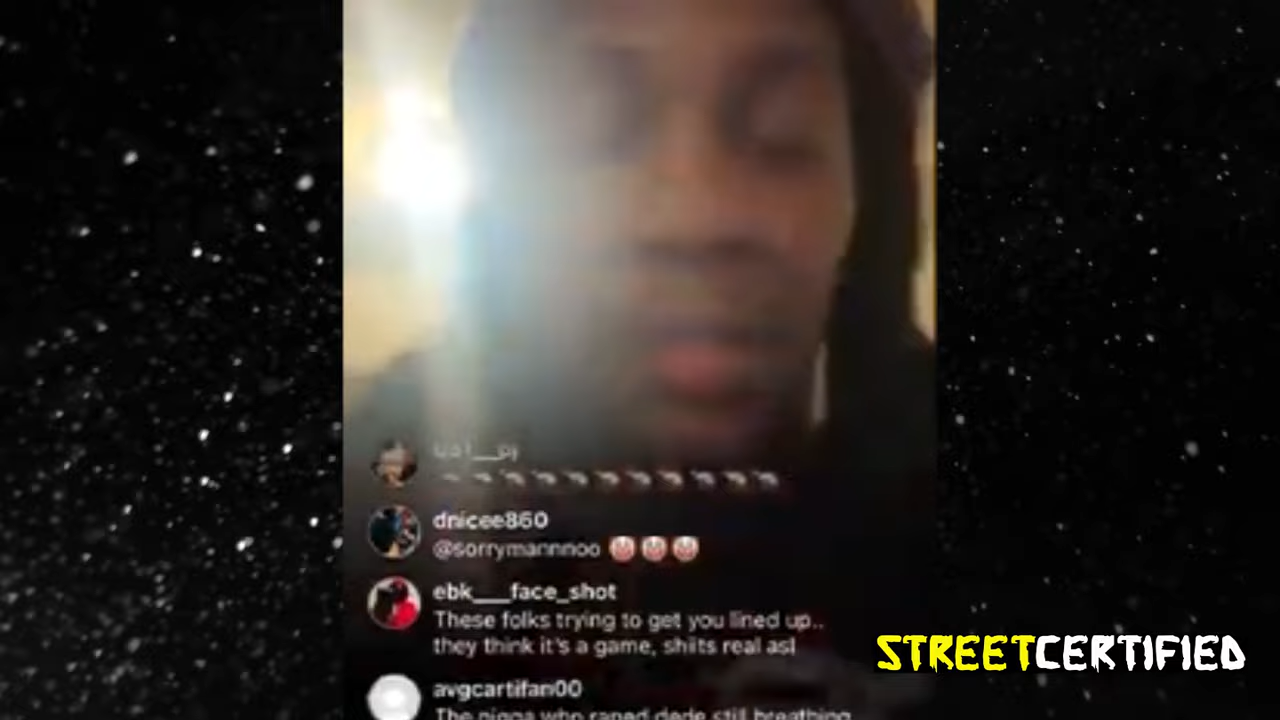 dnicee860
@sorrymannnoo 🤡🤡🤡
ebk___face_shot
These folks trying to get you lined up..
they think it's a game, shiits real asl
STREETCERTIFIED
avgcartifan00
The nigga who raped dede still breathing